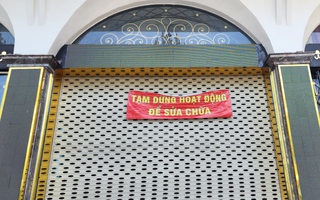 TẠM DỪNG HOẠT ĐỘNG
ĐỂ SỬA CHỮA